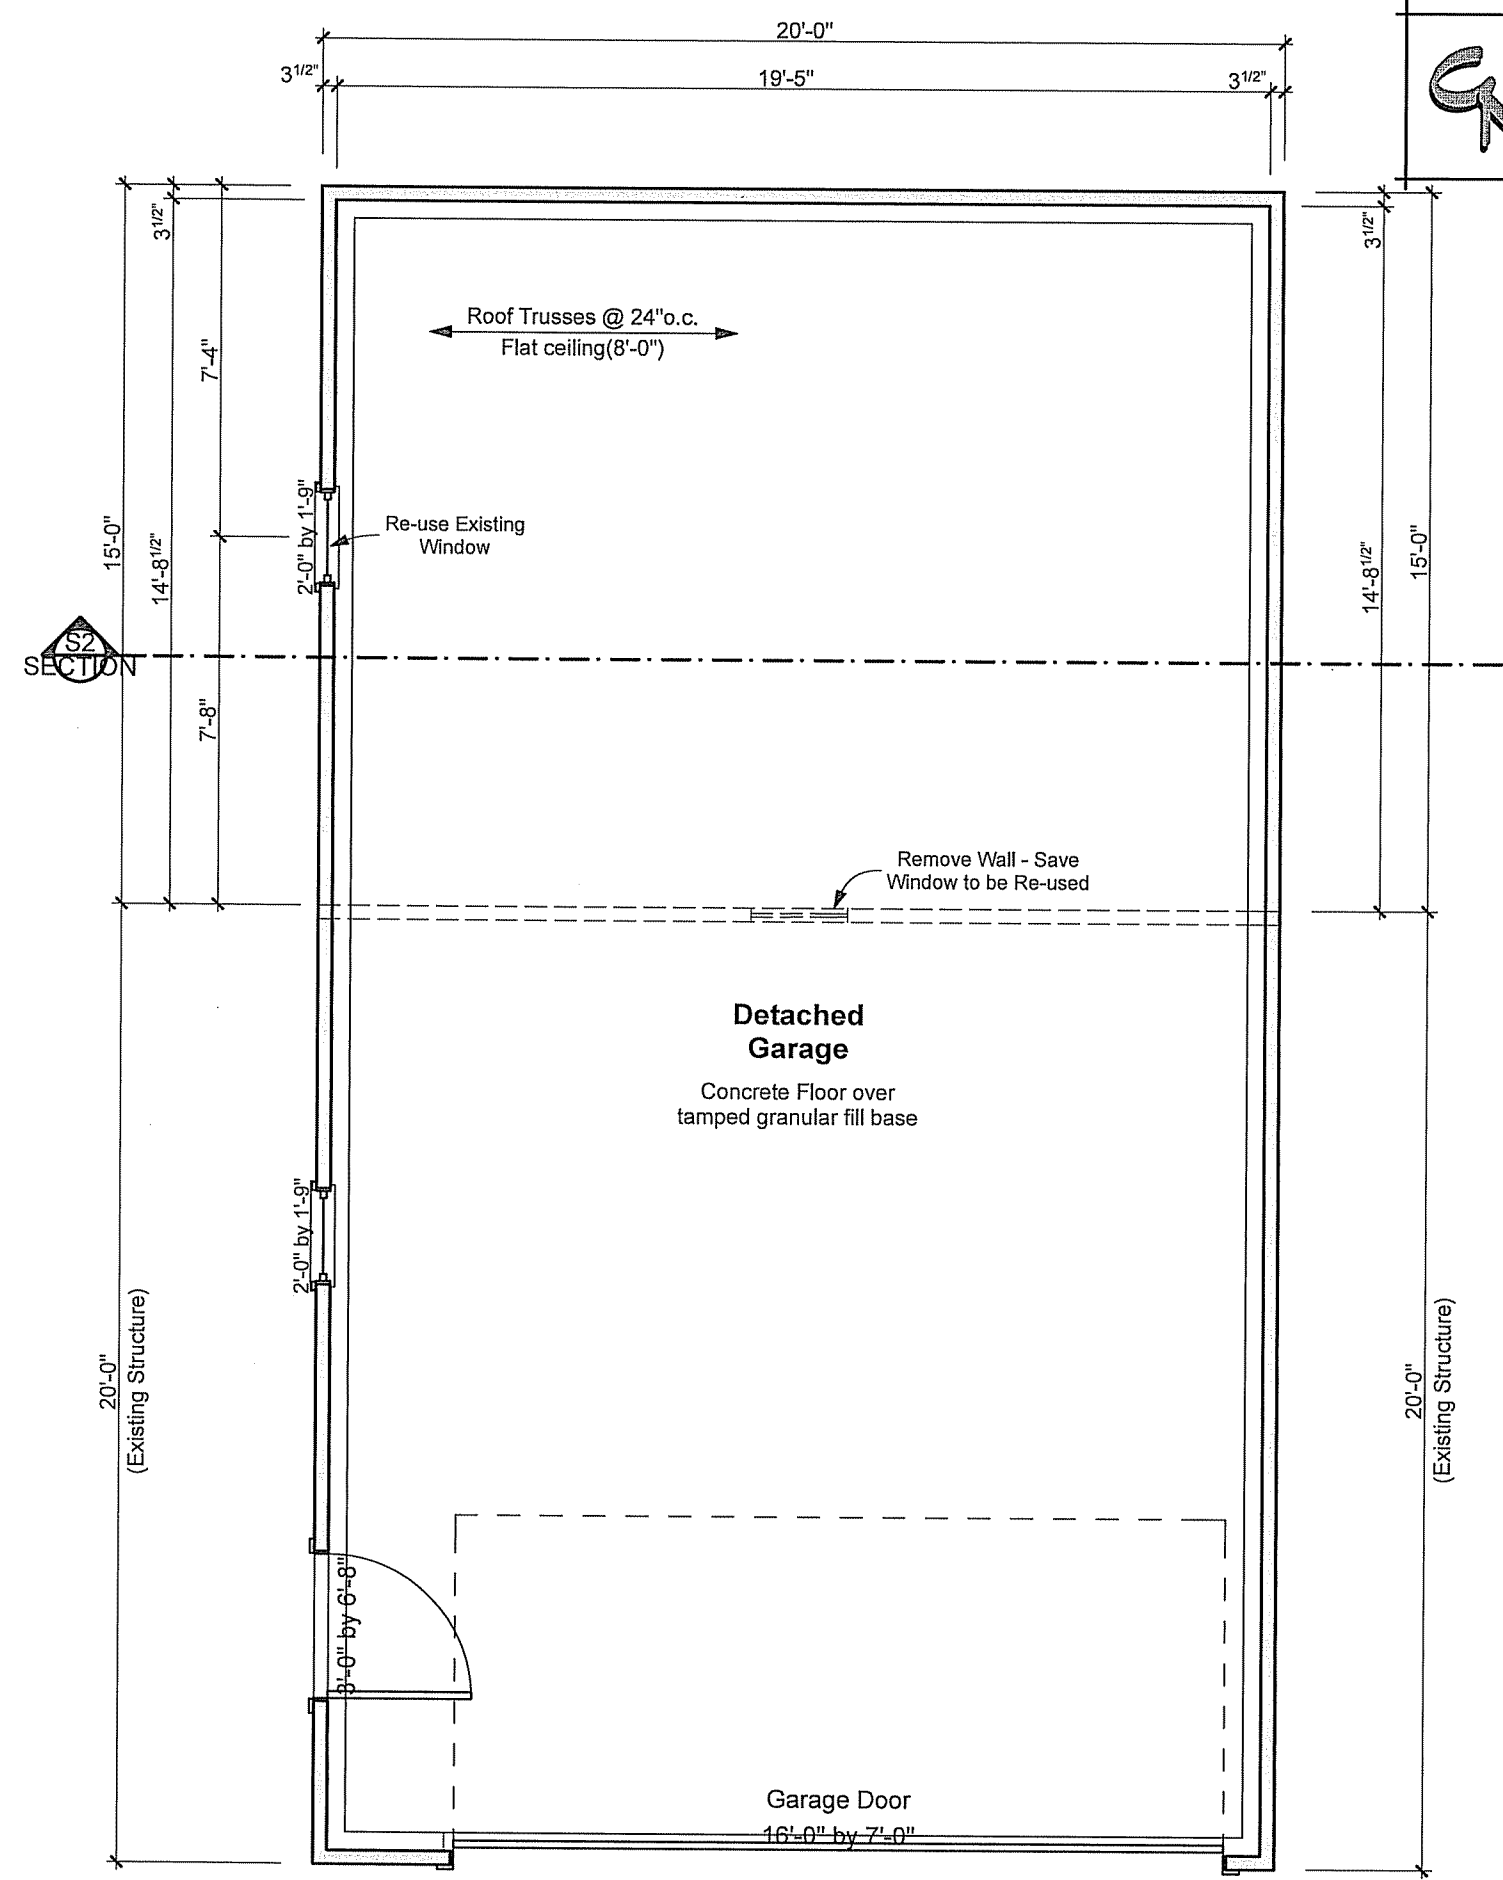 20'-0"
3 1/2"
19'-5"
3 1/2"
3 1/2"
3 1/2"
Roof Trusses @ 24"o.c.
Flat ceiling(8'-0")
7'-4"
2'-0" by 1'-9"
Re-use Existing
Window
15'-0"
14'-8 1/2"
14'-8 1/2"
15'-0"
S2
SECTION
7'-8"
Remove Wall - Save
Window to be Re-used
Detached
Garage
Concrete Floor over
tamped granular fill base
2'-0" by 1'-9"
20'-0"
(Existing Structure)
20'-0"
(Existing Structure)
3'-0" by 6'-8"
Garage Door
16'-0" by 7'-0"